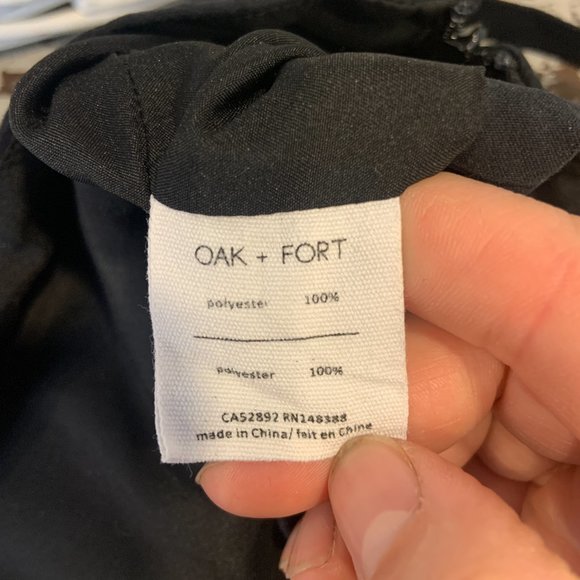 OAK + FORT
polyester 100%
polyester 100%
CA52892 RN148388
made in China/fait en Chine